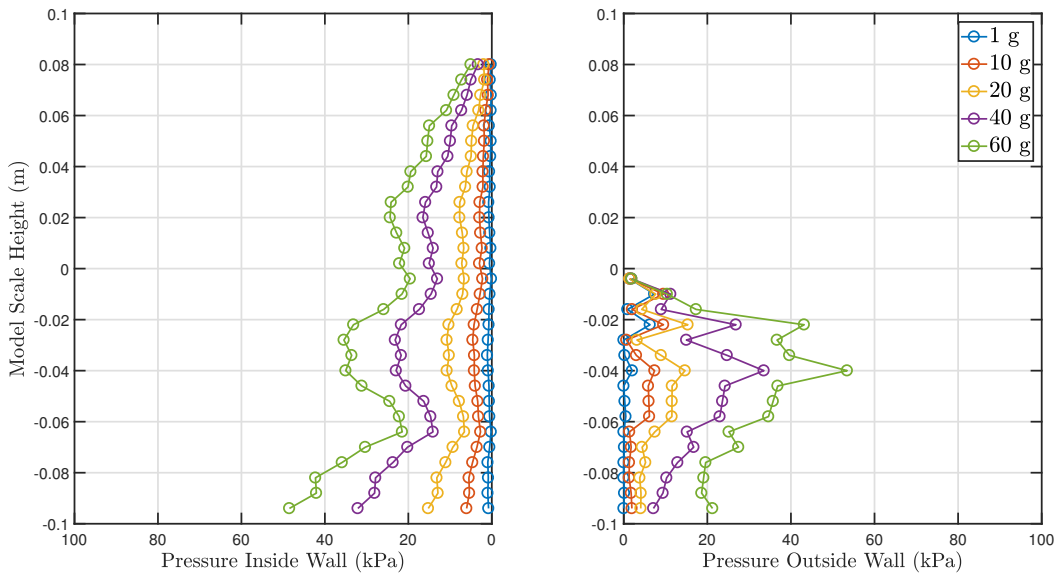 0.1
0.08
0.06
0.04
0.02
0
-0.02
-0.04
-0.06
-0.08
-0.1
Model Scale Height (m)
100 80 60 40 20 0
Pressure Inside Wall (kPa)
0.1
0.08
0.06
0.04
0.02
0
-0.02
-0.04
-0.06
-0.08
-0.1
1 g
10 g
20 g
40 g
60 g
0 20 40 60 80 100
Pressure Outside Wall (kPa)